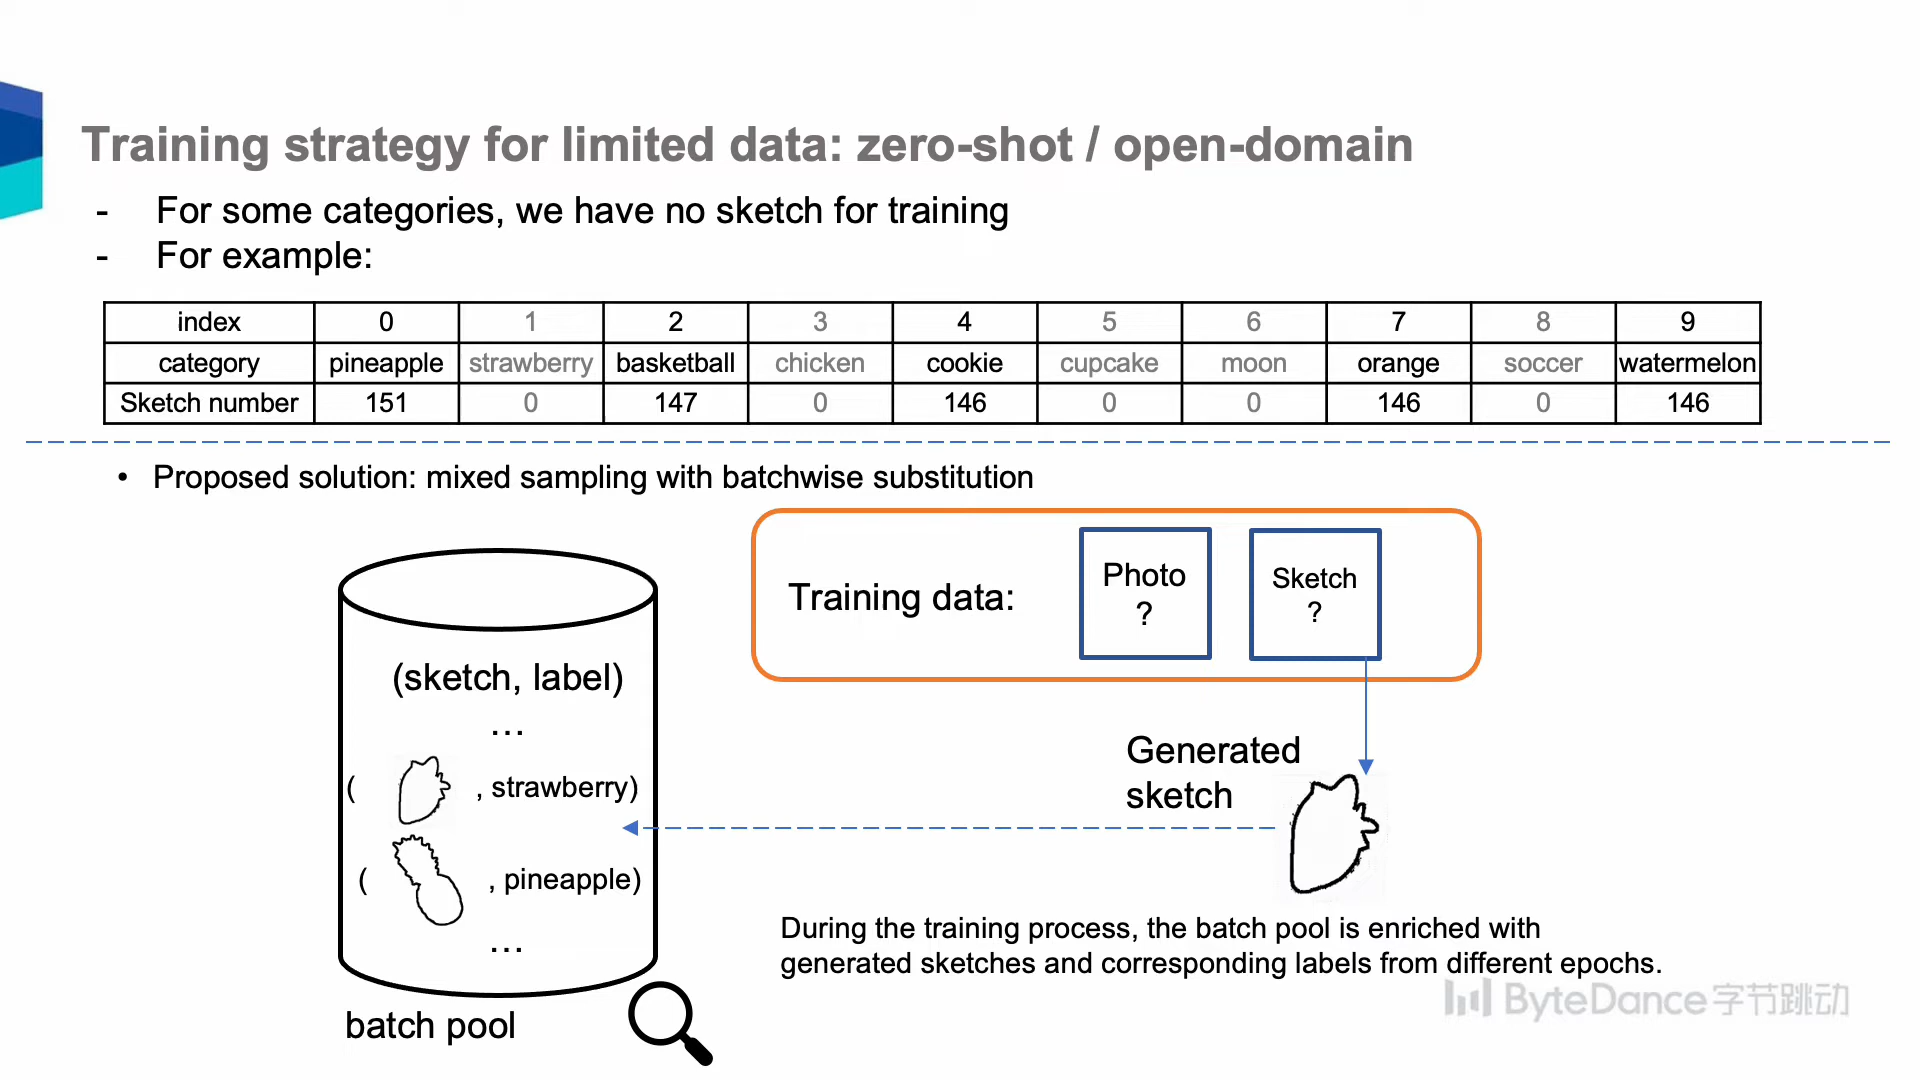 Training strategy for limited data: zero-shot / open-domain
- For some categories, we have no sketch for training
- For example:
index 0 1 2 3 4 5 6 7 8 9
category pineapple strawberry basketball chicken cookie cupcake moon orange soccer watermelon
Sketch number 151 0 147 0 146 0 0 146 0 146
• Proposed solution: mixed sampling with batchwise substitution
Training data:
Photo
?
Sketch
?
(sketch, label)
...
( , strawberry)
( , pineapple)
...
batch pool
Generated
sketch
During the training process, the batch pool is enriched with
generated sketches and corresponding labels from different epochs.
ByteDance字节跳动